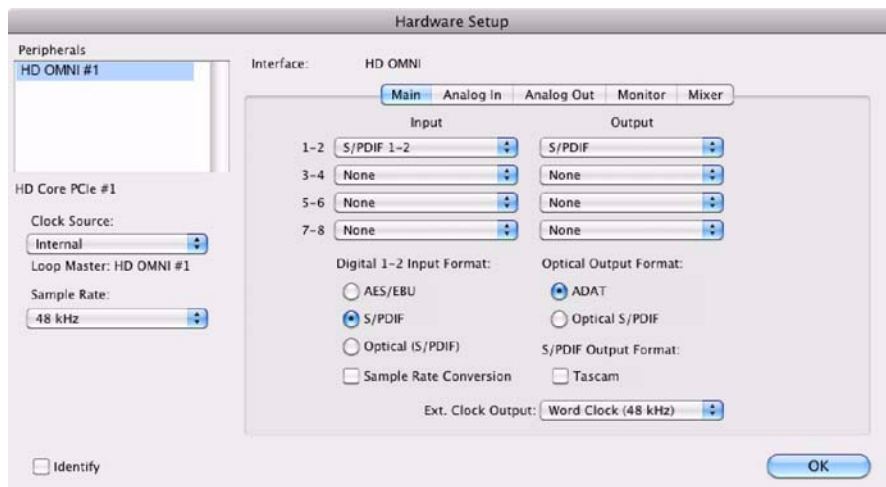 Hardware Setup
Peripherals
HD OMNI #1
Interface: HD OMNI
Main Analog In Analog Out Monitor Mixer
Input Output
1-2 S/PDIF 1-2 S/PDIF
3-4 None None
5-6 None None
7-8 None None
HD Core PCIe #1
Clock Source:
Internal
Loop Master: HD OMNI #1
Sample Rate:
48 kHz
Digital 1-2 Input Format: Optical Output Format:
AES/EBU ADAT
S/PDIF Optical S/PDIF
Optical (S/PDIF) S/PDIF Output Format:
Sample Rate Conversion Tascam
Ext. Clock Output: Word Clock (48 kHz)
Identify OK